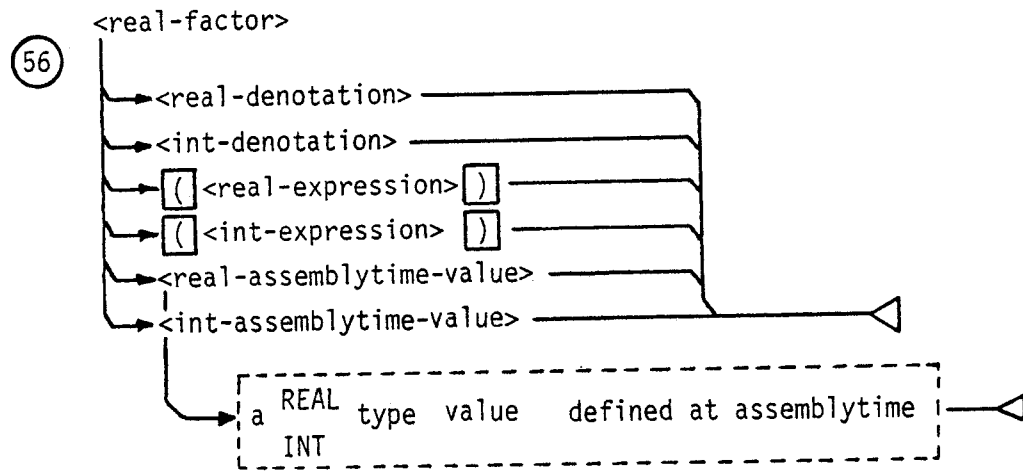 <real-factor>
56
<real-denotation>
<int-denotation>
( <real-expression> )
( <int-expression> )
<real-assemblytime-value>
<int-assemblytime-value>
a REAL type value defined at assemblytime
INT